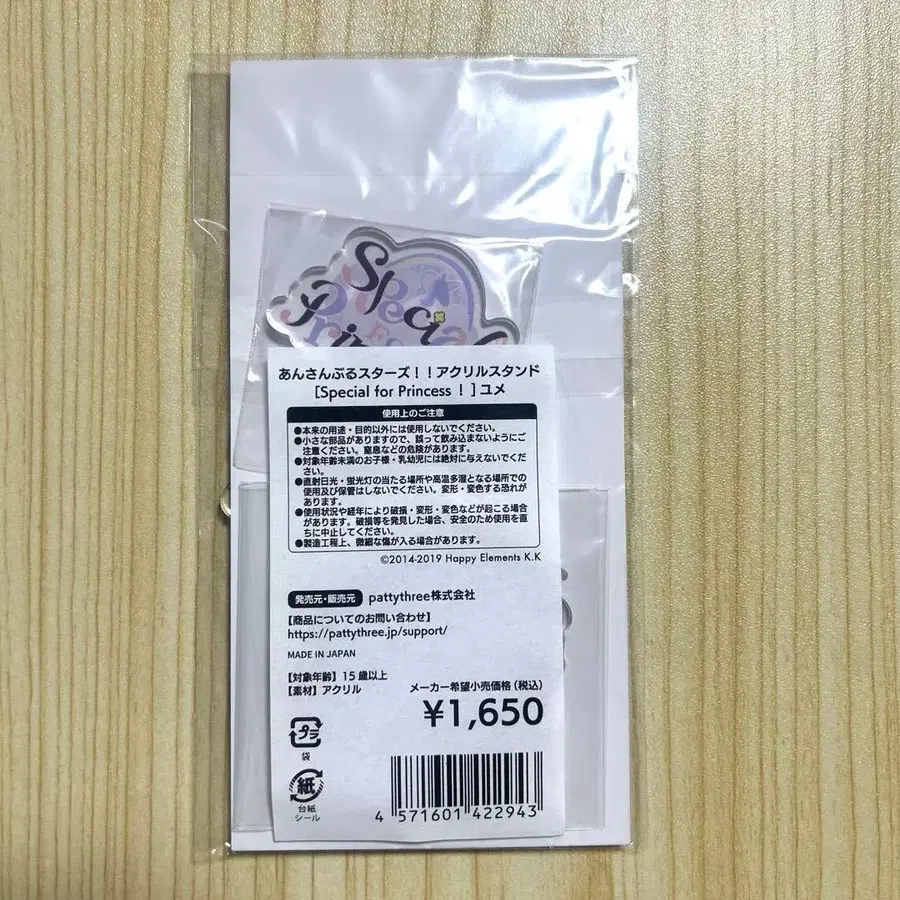 Special
For
Prin
あんさんぶるスターズ!!アクリルスタンド
[Special for Princess!]ユメ
使用上のご注意
●本来の用途・目的以外には使用しないでください。
●小さな部品がありますので、誤って飲み込まないようにご
注意ください。窒息などの危険があります。
●対象年齢未満のお子様・乳幼児には絶対に与えないでくだ
さい。
●直射日光・蛍光灯の当たる場所や高温多湿となる場所での
使用及び保管はしないでください。変形・変色する恐れが
あります。
●使用状況や経年により破損・変形・変色などが起こる場合
があります。破損等を発見した場合、安全のため使用を直
ちに中止してください。
●製造工程上、微細な傷が入る場合があります。
©2014-2019 Happy Elements K.K
発売元・販売元 pattythree株式会社
【商品についてのお問い合わせ】
https://pattythree.jp/support/
MADE IN JAPAN
【対象年齢】15歳以上
【素材】アクリル
メーカー希望小売価格(税込)
¥1,650
プラ
袋
紙
台紙
シール
4 571601 422943